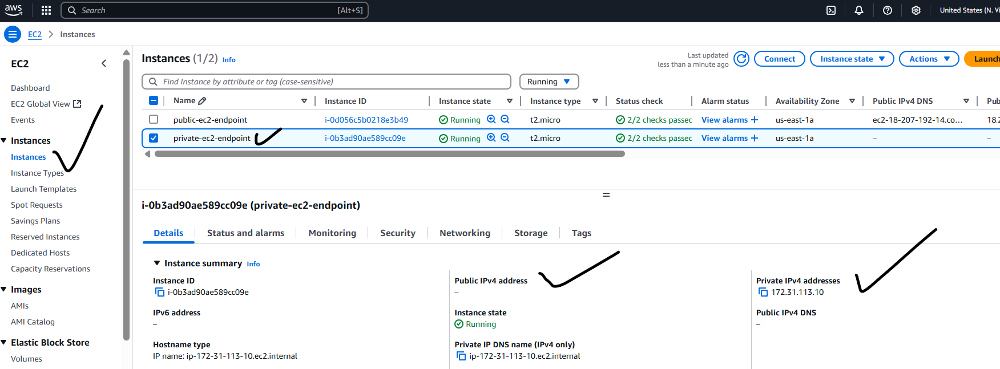 aws Search [Alt+S] United States (N. Vi
EC2 Instances
EC2
Dashboard
EC2 Global View
Events
Instances
Instances
Instance Types
Launch Templates
Spot Requests
Savings Plans
Reserved Instances
Dedicated Hosts
Capacity Reservations
Images
AMIs
AMI Catalog
Elastic Block Store
Volumes
Instances (1/2) Info
Last updated
less than a minute ago
Connect Instance state Actions Launch
Find Instance by attribute or tag (case-sensitive) Running
Name Instance ID Instance state Instance type Status check Alarm status Availability Zone Public IPv4 DNS Pub
public-ec2-endpoint i-0d056c5b0218e3b49 Running t2.micro 2/2 checks passec View alarms + us-east-1a ec2-18-207-192-14.co... 18.2
private-ec2-endpoint i-0b3ad90ae589cc09e Running t2.micro 2/2 checks passec View alarms + us-east-1a – –
i-0b3ad90ae589cc09e (private-ec2-endpoint)
Details Status and alarms Monitoring Security Networking Storage Tags
Instance summary Info
Instance ID
i-0b3ad90ae589cc09e
IPv6 address
–
Hostname type
IP name: ip-172-31-113-10.ec2.internal
Public IPv4 address
–
Instance state
Running
Private IP DNS name (IPv4 only)
ip-172-31-113-10.ec2.internal
Private IPv4 addresses
172.31.113.10
Public IPv4 DNS
–